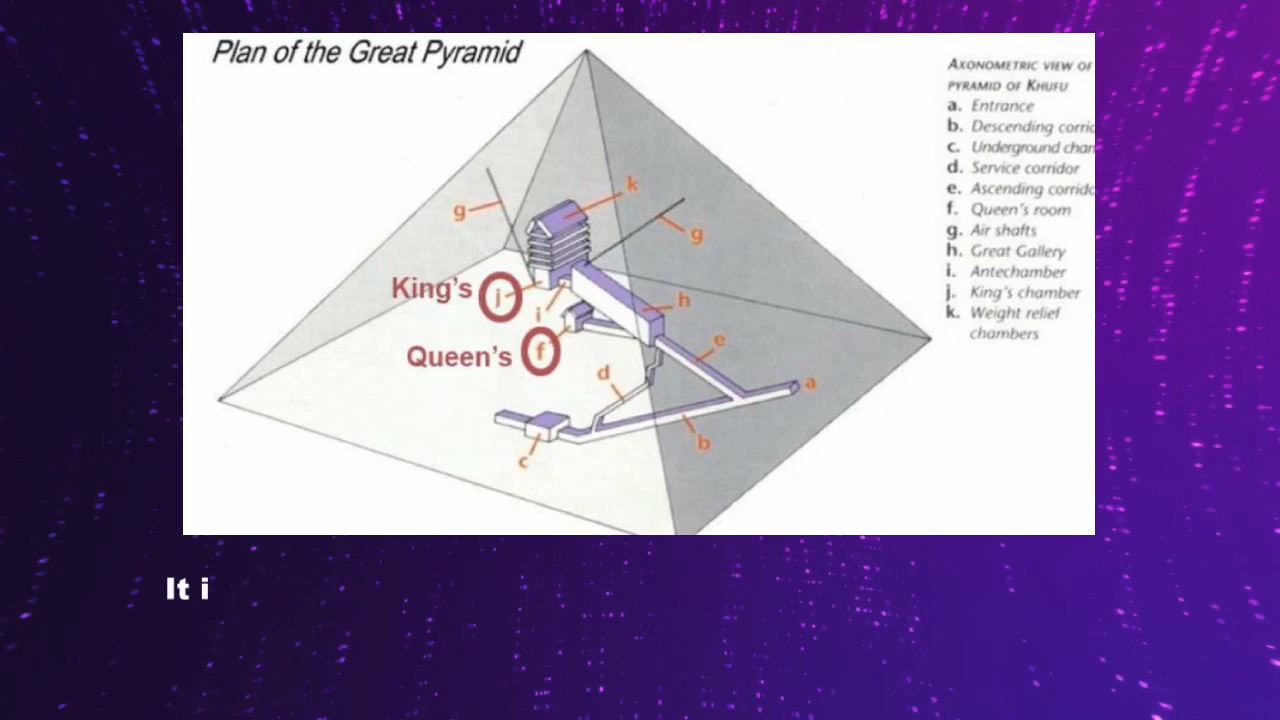 Plan of the Great Pyramid
AXONOMETRIC VIEW OF
PYRAMID OF KHUFU
a. Entrance
b. Descending corri
c. Underground cha
d. Service corridor
e. Ascending corrid
f. Queen's room
g. Air shafts
h. Great Gallery
i. Antechamber
j. King's chamber
k. Weight relief
chambers
k
g
g
King's j
i
h
Queen's f
e
d
a
b
c
It i